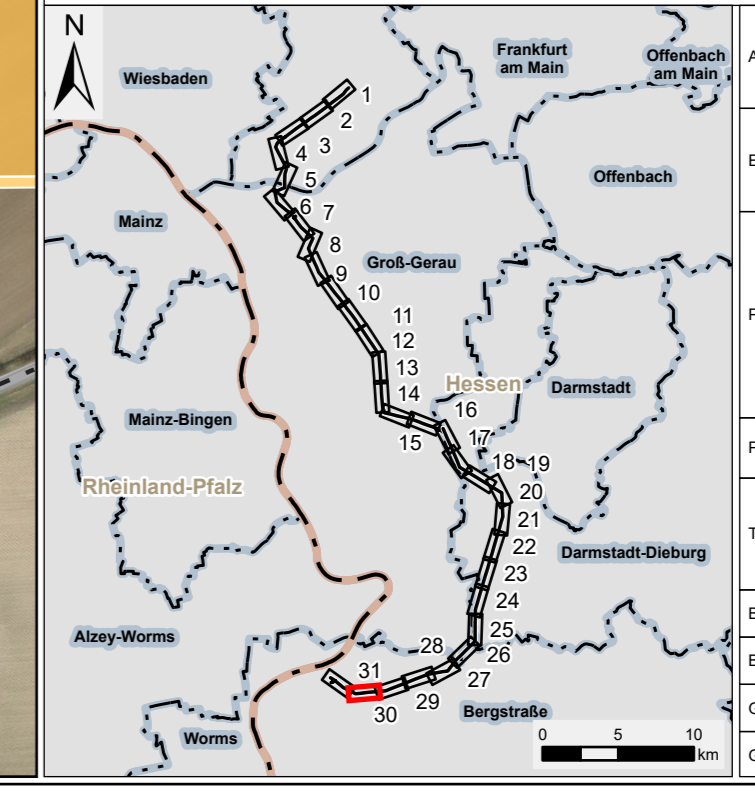 N
Wiesbaden
Frankfurt
am Main
Offenbach
am Main
1
2
3
4
5
Offenbach
6
7
Mainz
8
Groß-Gerau
9
10
11
12
13
Hessen
Darmstadt
14
16
Mainz-Bingen
15
17
18
19
Rheinland-Pfalz
20
21
22
Darmstadt-Dieburg
23
24
25
Alzey-Worms
28
26
31
27
29
30
Bergstraße
Worms
0
5
10
km